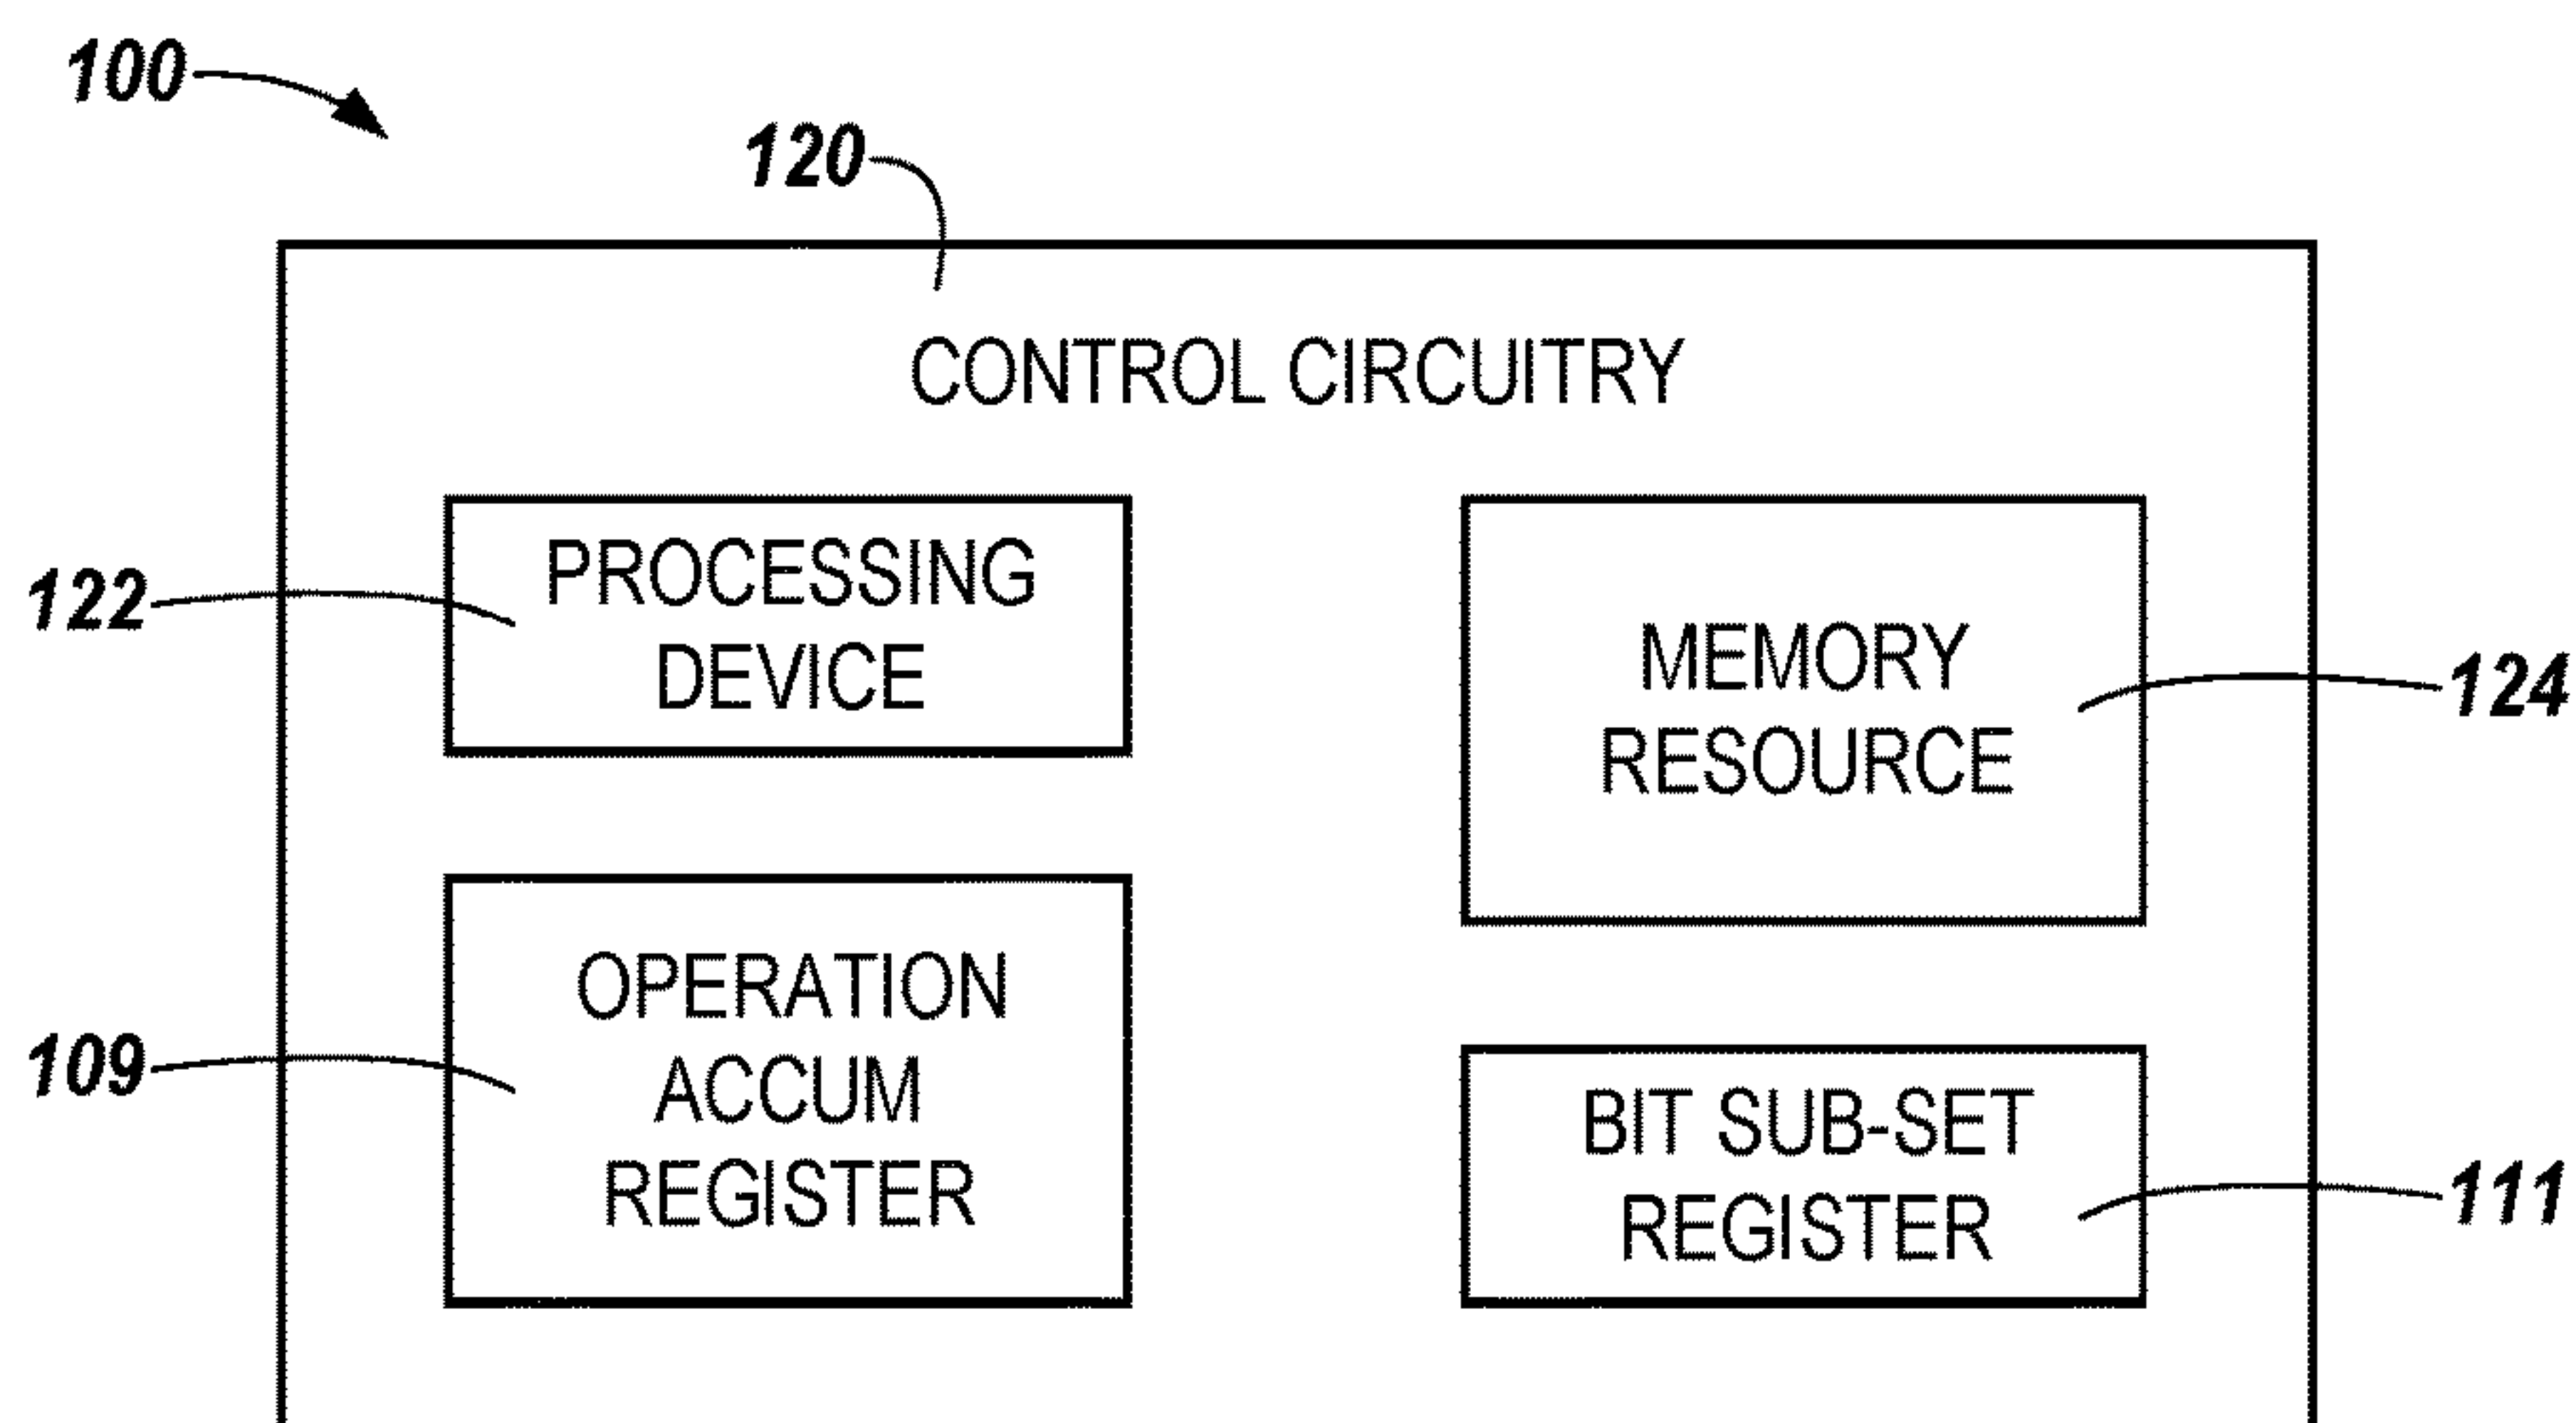 100
120
CONTROL CIRCUITRY
122
PROCESSING
DEVICE
MEMORY
RESOURCE
124
109
OPERATION
ACCUM
REGISTER
BIT SUB-SET
REGISTER
111